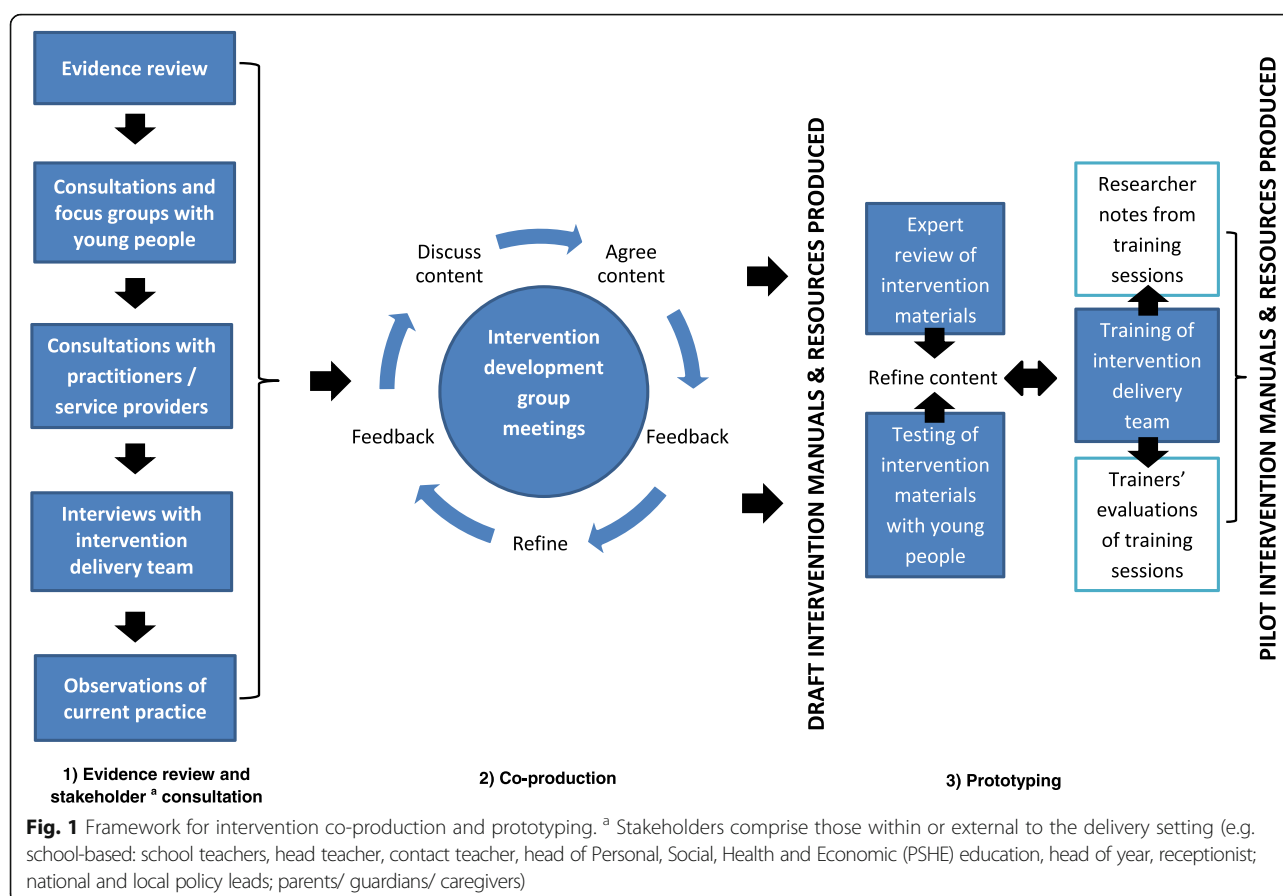 Evidence review
Consultations and
focus groups with
young people
Consultations with
practitioners /
service providers
Interviews with
intervention
delivery team
Observations of
current practice
1) Evidence review and
stakeholder ᵃ consultation
Discuss
content
Agree
content
Intervention
development
group
meetings
Feedback
Feedback
Refine
2) Co-production
DRAFT INTERVENTION MANUALS & RESOURCES PRODUCED
Expert
review of
intervention
materials
Refine content
Testing of
intervention
materials
with young
people
Researcher
notes from
training
sessions
Training of
intervention
delivery
team
Trainers’
evaluations
of training
sessions
3) Prototyping
PILOT INTERVENTION MANUALS & RESOURCES PRODUCED
Fig. 1 Framework for intervention co-production and prototyping. ᵃ Stakeholders comprise those within or external to the delivery setting (e.g.
school-based: school teachers, head teacher, contact teacher, head of Personal, Social, Health and Economic (PSHE) education, head of year, receptionist;
national and local policy leads; parents/ guardians/ caregivers)